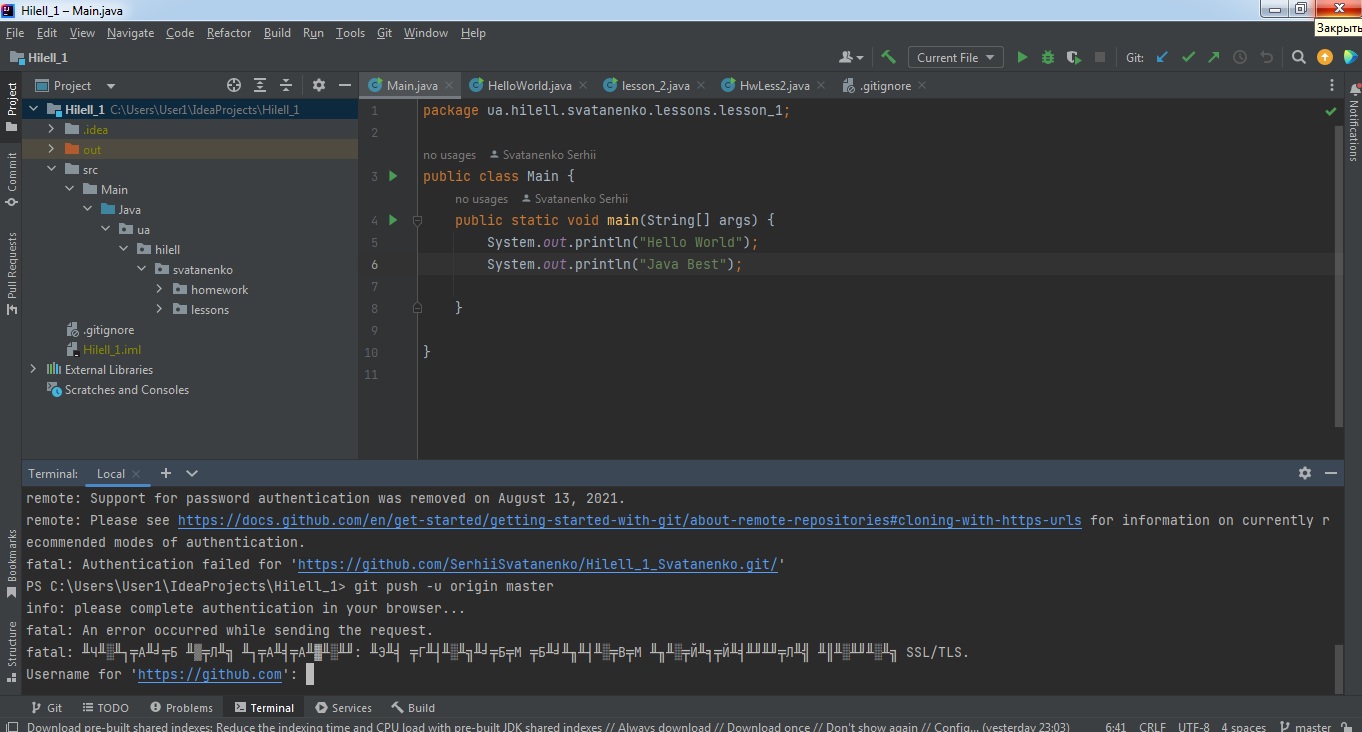 Hilell_1 – Main.java
Закрыть
File Edit View Navigate Code Refactor Build Run Tools Git Window Help
Hilell_1
Current File
Git:
Project
Main.java
HelloWorld.java
lesson_2.java
HwLess2.java
.gitignore
Project
Commit
Pull Requests
Bookmarks
Structure
Notifications
Hilell_1 C:\Users\User1\IdeaProjects\Hilell_1
.idea
out
src
Main
Java
ua
hilell
svatanenko
homework
lessons
.gitignore
Hilell_1.iml
External Libraries
Scratches and Consoles
1 package ua.hilell.svatanenko.lessons.lesson_1;
2
no usages Svatanenko Serhii
3 public class Main {
no usages Svatanenko Serhii
4 public static void main(String[] args) {
5 System.out.println("Hello World");
6 System.out.println("Java Best");
7
8 }
9
10 }
11
Terminal: Local
remote: Support for password authentication was removed on August 13, 2021.
remote: Please see https://docs.github.com/en/get-started/getting-started-with-git/about-remote-repositories#cloning-with-https-urls for information on currently r
ecommended modes of authentication.
fatal: Authentication failed for 'https://github.com/SerhiiSvatanenko/Hilell_1_Svatanenko.git/'
PS C:\Users\User1\IdeaProjects\Hilell_1> git push -u origin master
info: please complete authentication in your browser...
fatal: An error occurred while sending the request.
fatal: SSL/TLS.
Username for 'https://github.com':
Git TODO Problems Terminal Services Build
Download pre-built shared indexes: Reduce the indexing time and CPU load with pre-built JDK shared indexes // Always download // Download once // Don't show again // Config... (yesterday 23:03)
6:41 CRLF UTF-8 4 spaces master